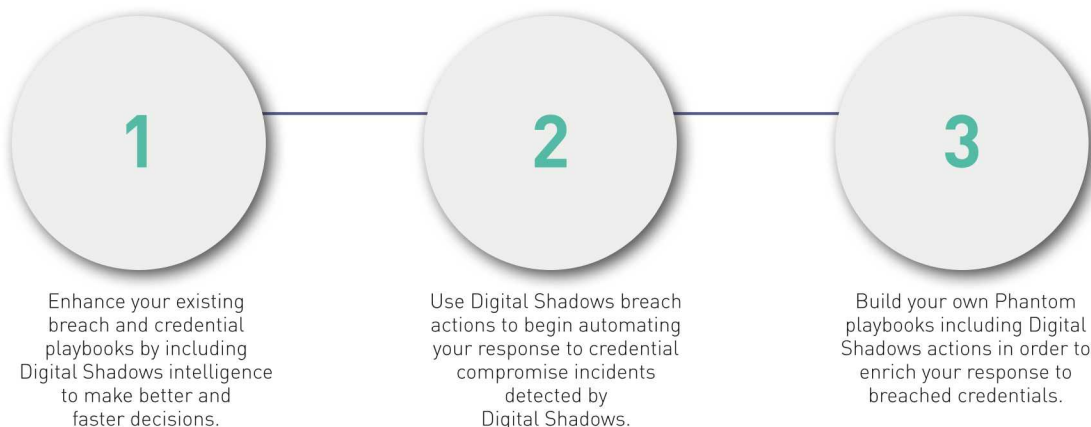 1
Enhance your existing
breach and credential
playbooks by including
Digital Shadows intelligence
to make better and
faster decisions.
2
Use Digital Shadows breach
actions to begin automating
your response to credential
compromise incidents
detected by
Digital Shadows.
3
Build your own Phantom
playbooks including Digital
Shadows actions in order to
enrich your response to
breached credentials.